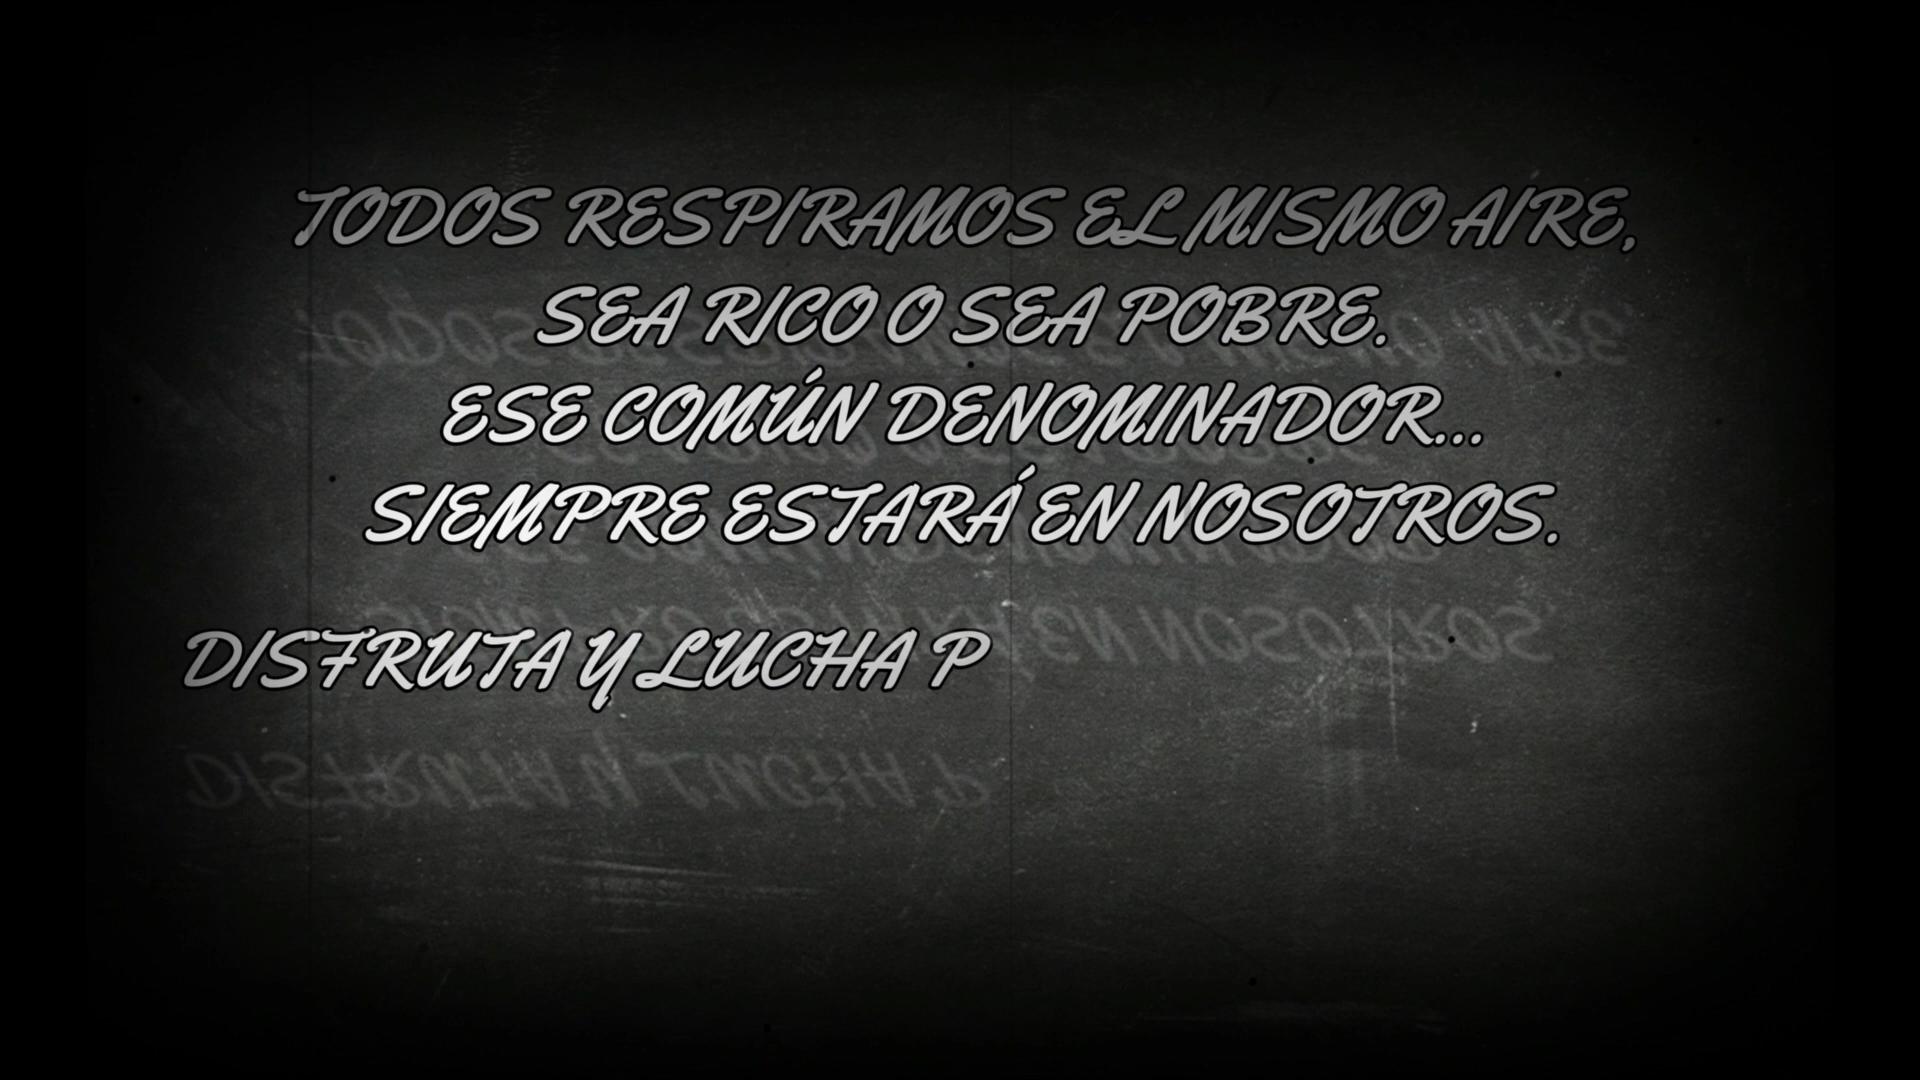 TODOS RESPIRAMOS EL MISMO AIRE,
SEA RICO O SEA POBRE.
ESE COMÚN DENOMINADOR...
SIEMPRE ESTARÁ EN NOSOTROS.
DISFRUTA Y LUCHA P